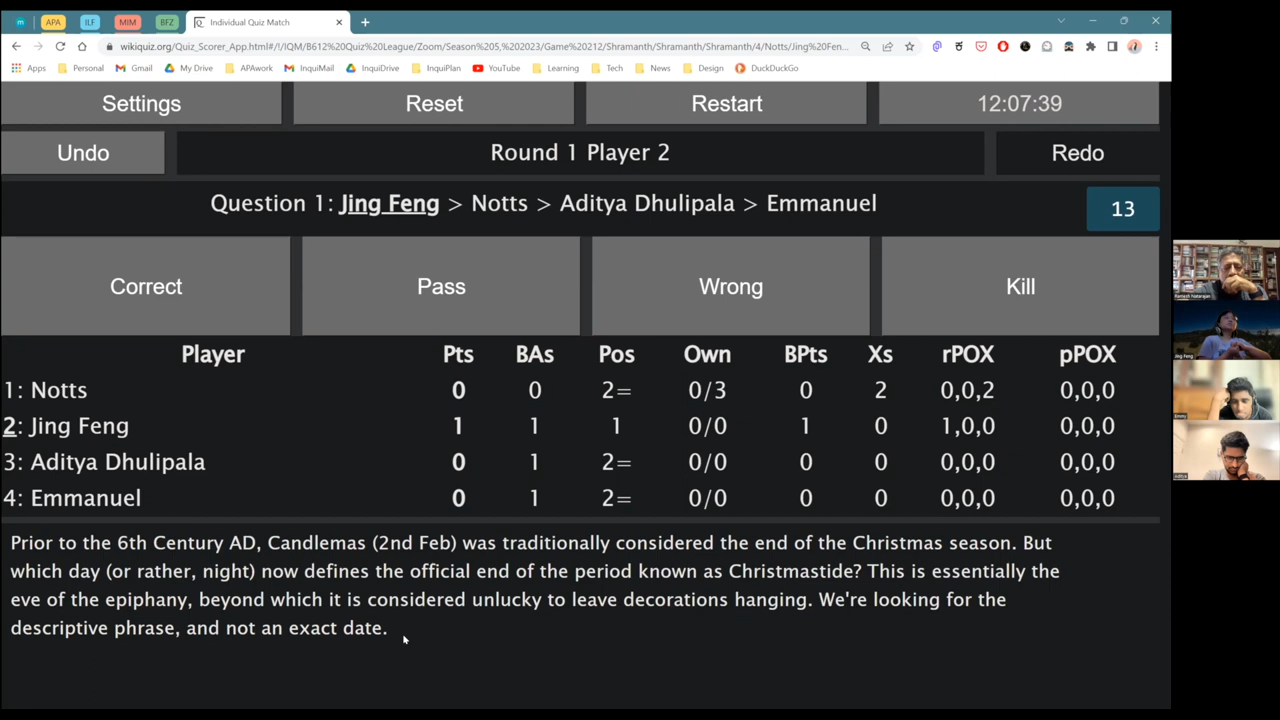 m APA ILF MIM BFZ Individual Quiz Match
wikiquiz.org/Quiz_Scorer_App.html#/!/IQM/B612%20Quiz%20League/Zoom/Season%205,%202023/Game%20212/Shramanth/Shramanth/Shramanth/4/Notts/Jing%20Fen...
Apps Personal Gmail My Drive APAwork InquiMail InquiDrive InquiPlan YouTube Learning Tech News Design DuckDuckGo
Settings Reset Restart 12:07:39
Undo Round 1 Player 2 Redo
Question 1: Jing Feng > Notts > Aditya Dhulipala > Emmanuel 13
Correct Pass Wrong Kill
Player Pts BAs Pos Own BPts Xs rPOX pPOX
1: Notts 0 0 2= 0/3 0 2 0,0,2 0,0,0
2: Jing Feng 1 1 1 0/0 1 0 1,0,0 0,0,0
3: Aditya Dhulipala 0 1 2= 0/0 0 0 0,0,0 0,0,0
4: Emmanuel 0 1 2= 0/0 0 0 0,0,0 0,0,0
Prior to the 6th Century AD, Candlemas (2nd Feb) was traditionally considered the end of the Christmas season. But
which day (or rather, night) now defines the official end of the period known as Christmastide? This is essentially the
eve of the epiphany, beyond which it is considered unlucky to leave decorations hanging. We're looking for the
descriptive phrase, and not an exact date.
Ramesh Natarajan
Jing Feng